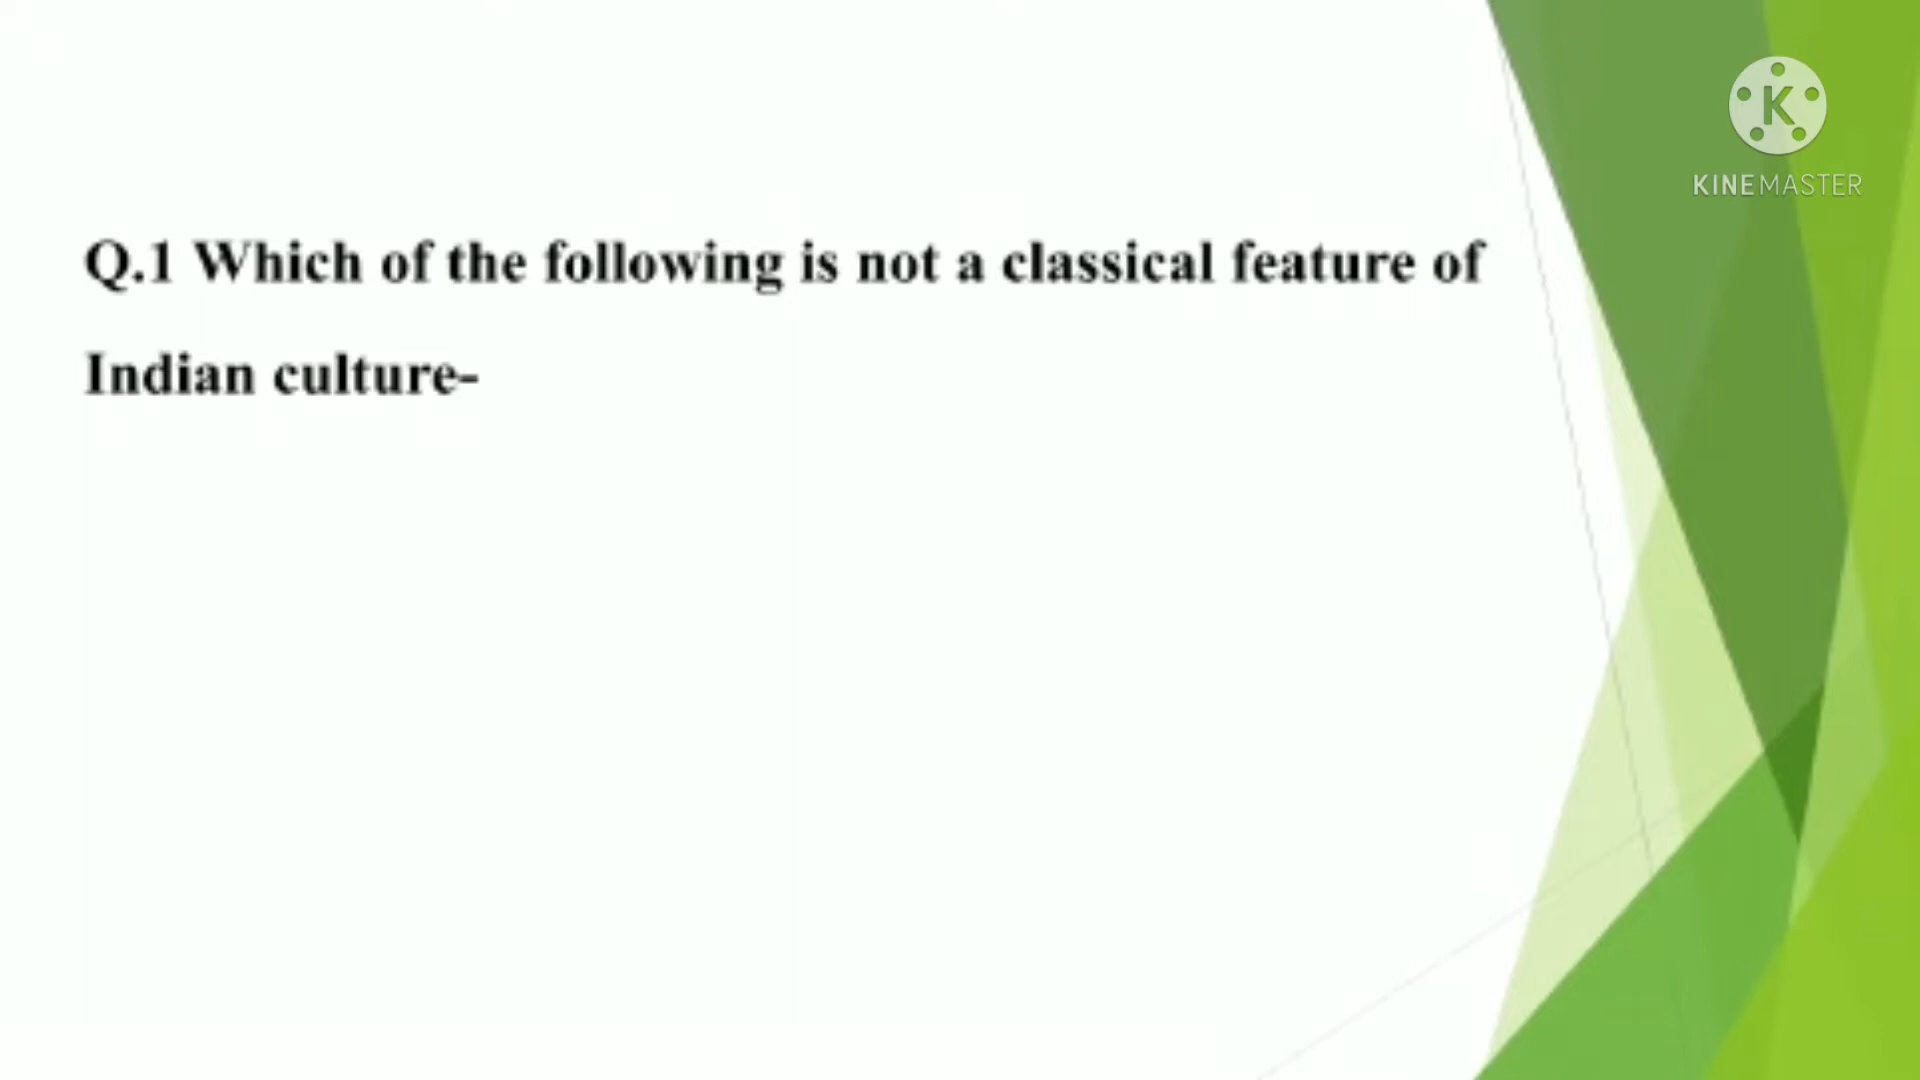 K
KINEMASTER
Q.1 Which of the following is not a classical feature of
Indian culture-